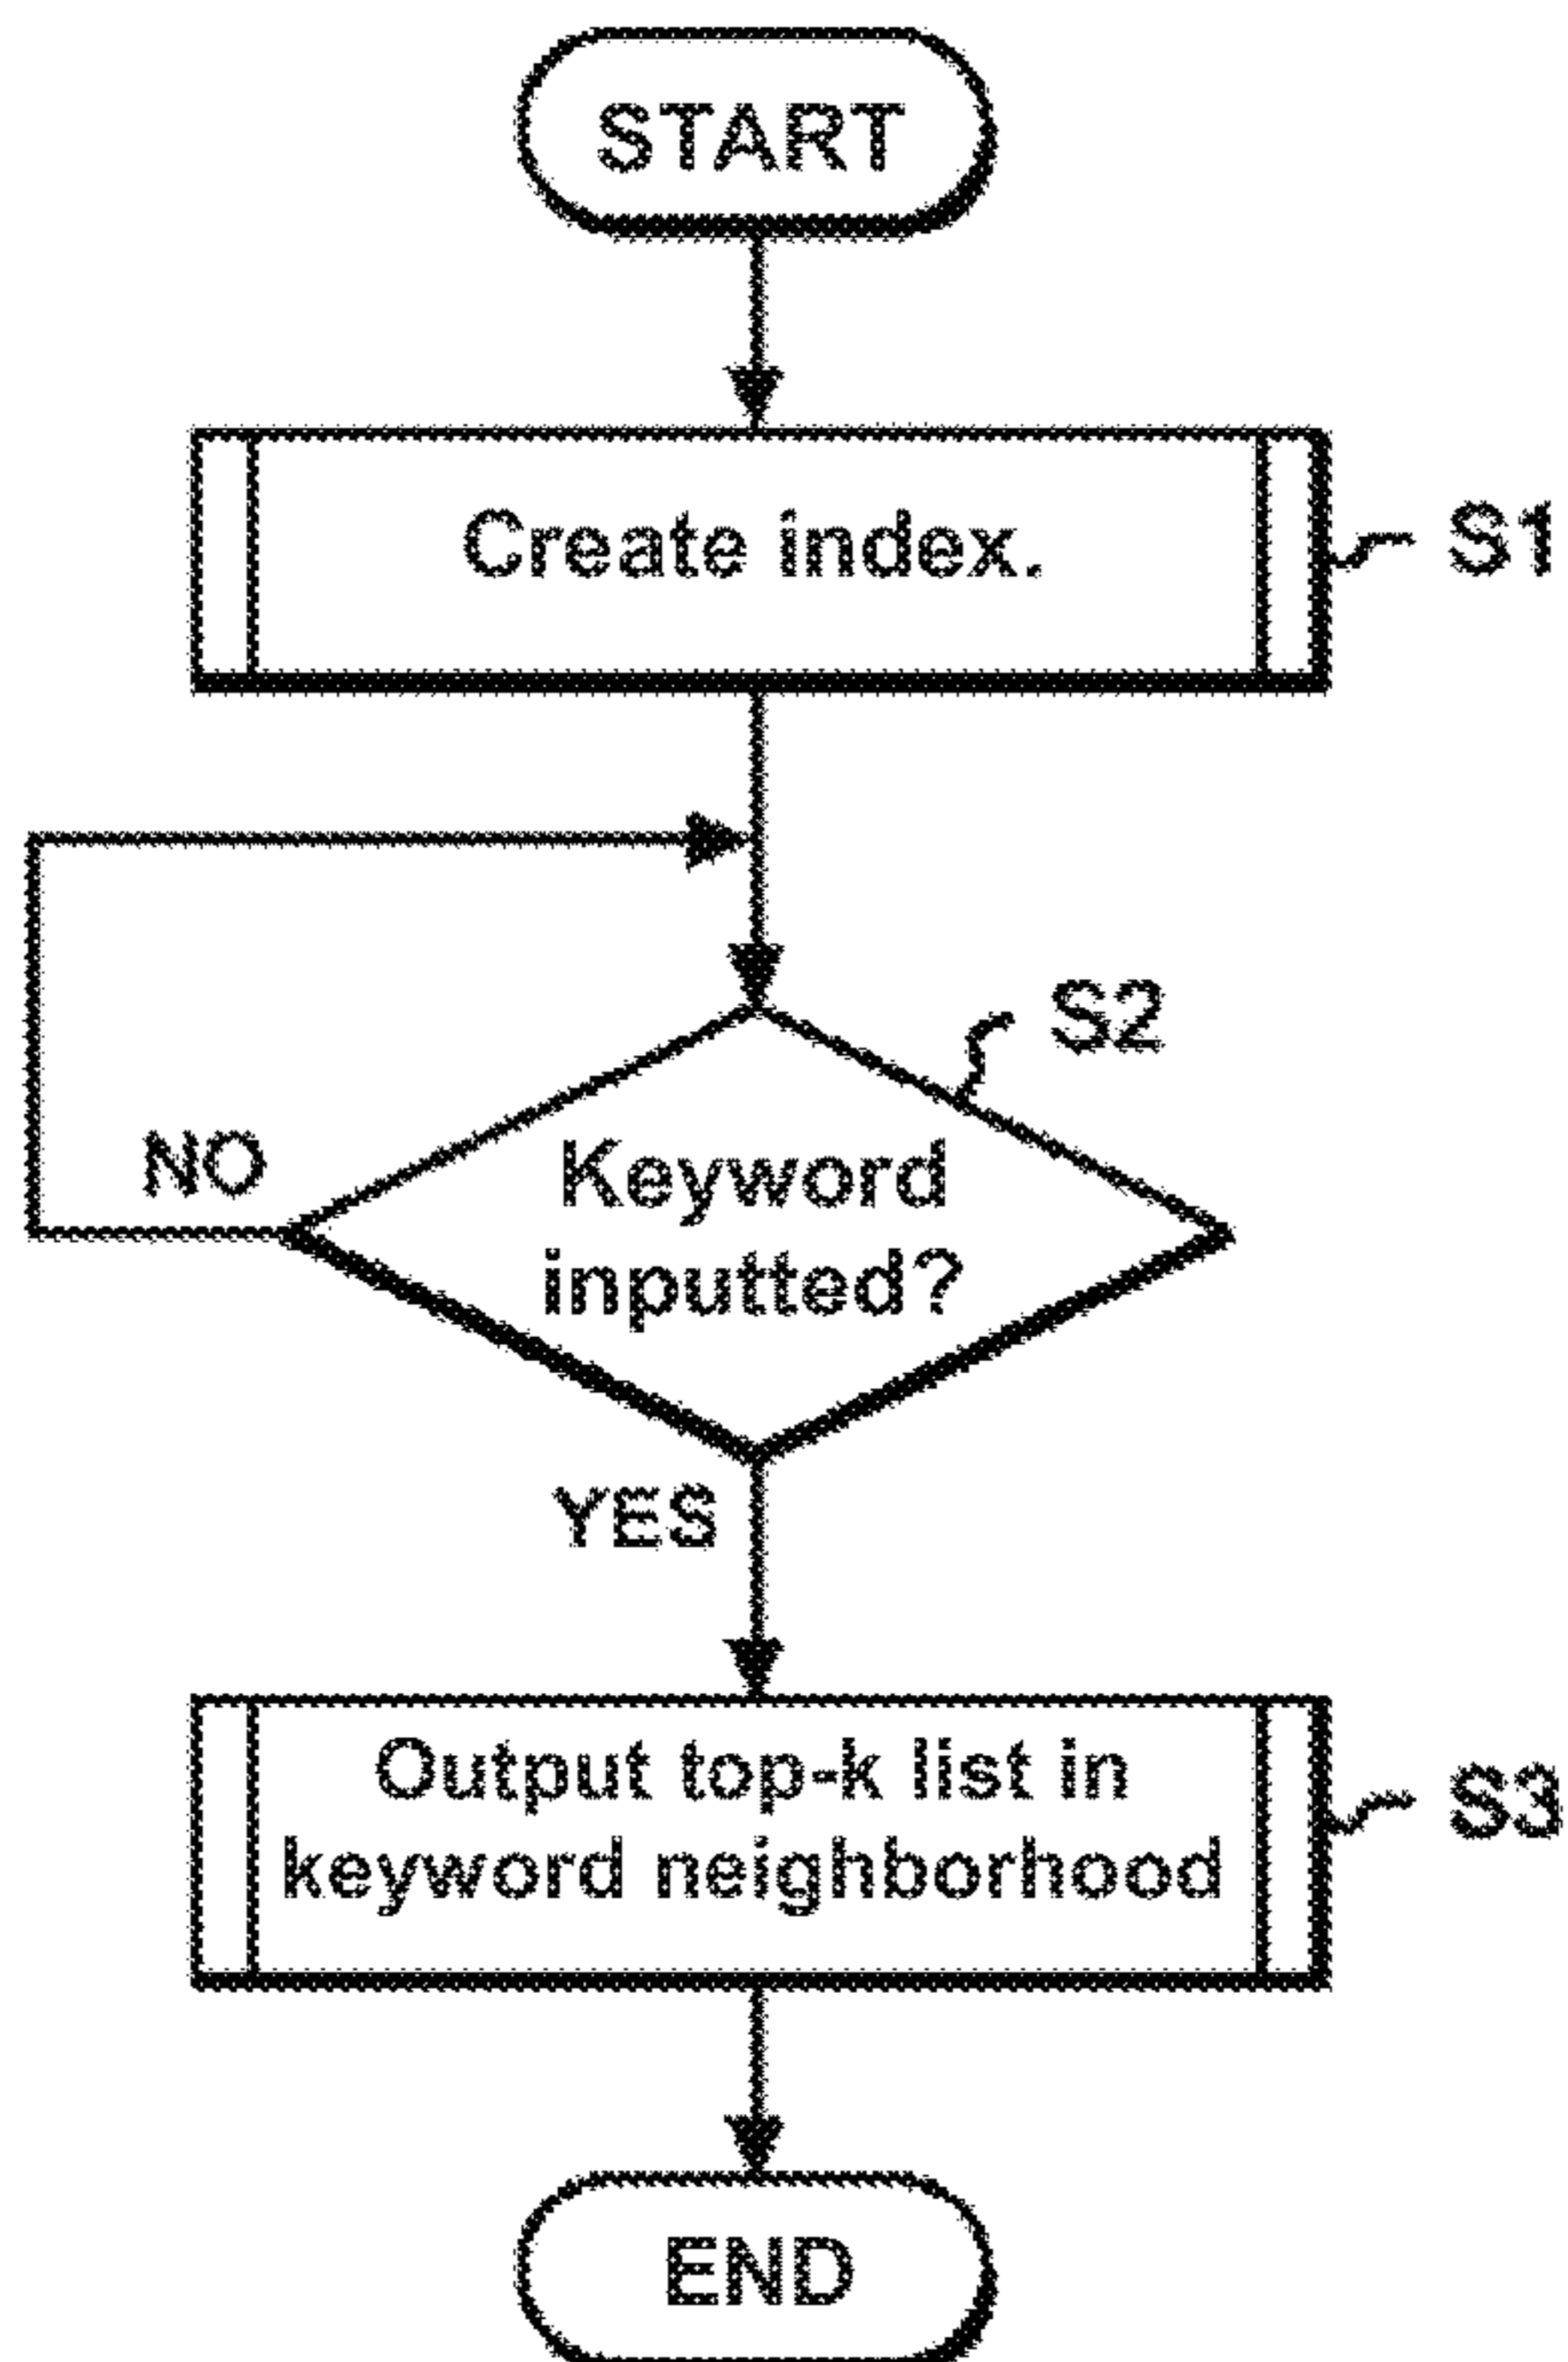 START
Create index.
S1
S2
Keyword
inputted?
NO
YES
Output top-k list in
keyword neighborhood
S3
END